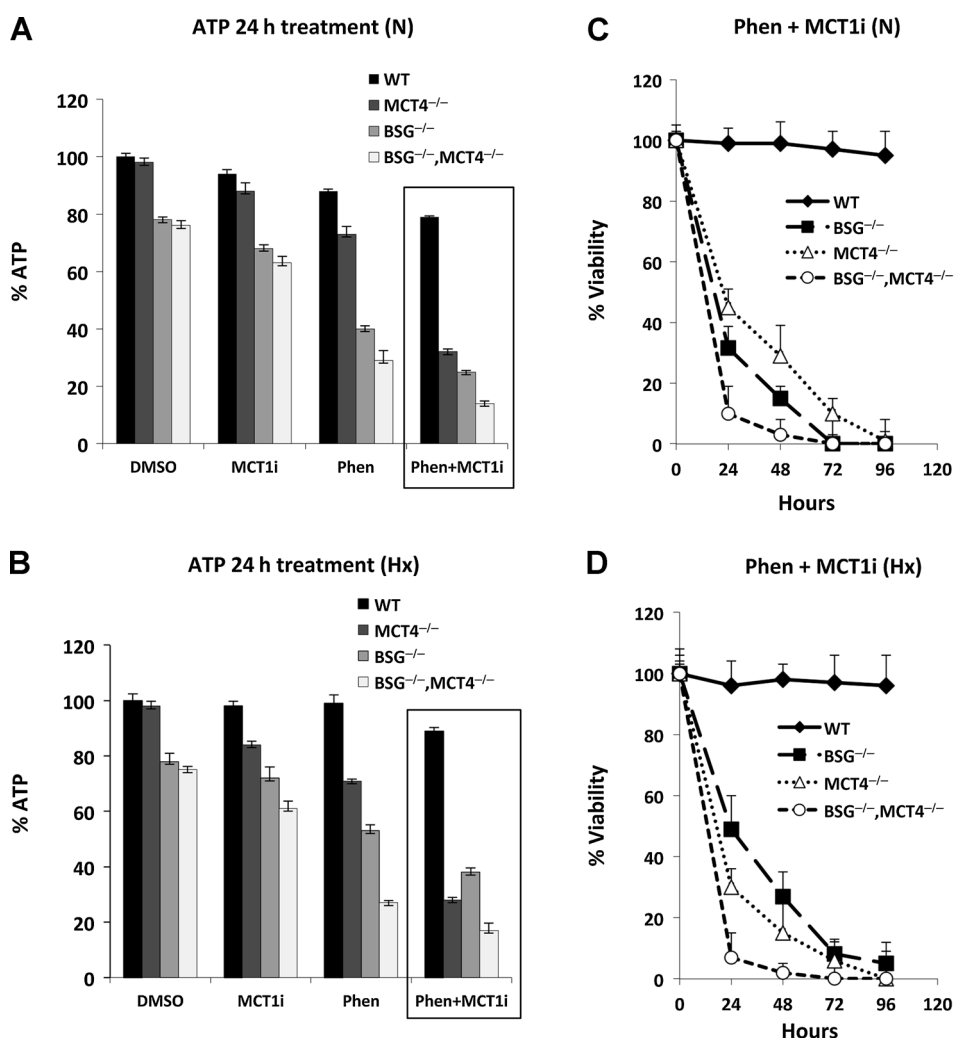 A
ATP 24 h treatment (N)
WT
MCT4−/−
BSG−/−
BSG−/−,MCT4−/−
120
100
80
60
40
20
0
% ATP
DMSO
MCT1i
Phen
Phen+MCT1i
C
Phen + MCT1i (N)
120
100
80
60
40
20
0
% Viability
WT
BSG−/−
MCT4−/−
BSG−/−,MCT4−/−
0 24 48 72 96 120
Hours
B
ATP 24 h treatment (Hx)
WT
MCT4−/−
BSG−/−
BSG−/−,MCT4−/−
120
100
80
60
40
20
0
% ATP
DMSO
MCT1i
Phen
Phen+MCT1i
D
Phen + MCT1i (Hx)
120
100
80
60
40
20
0
% Viability
WT
BSG−/−
MCT4−/−
BSG−/−,MCT4−/−
0 24 48 72 96 120
Hours